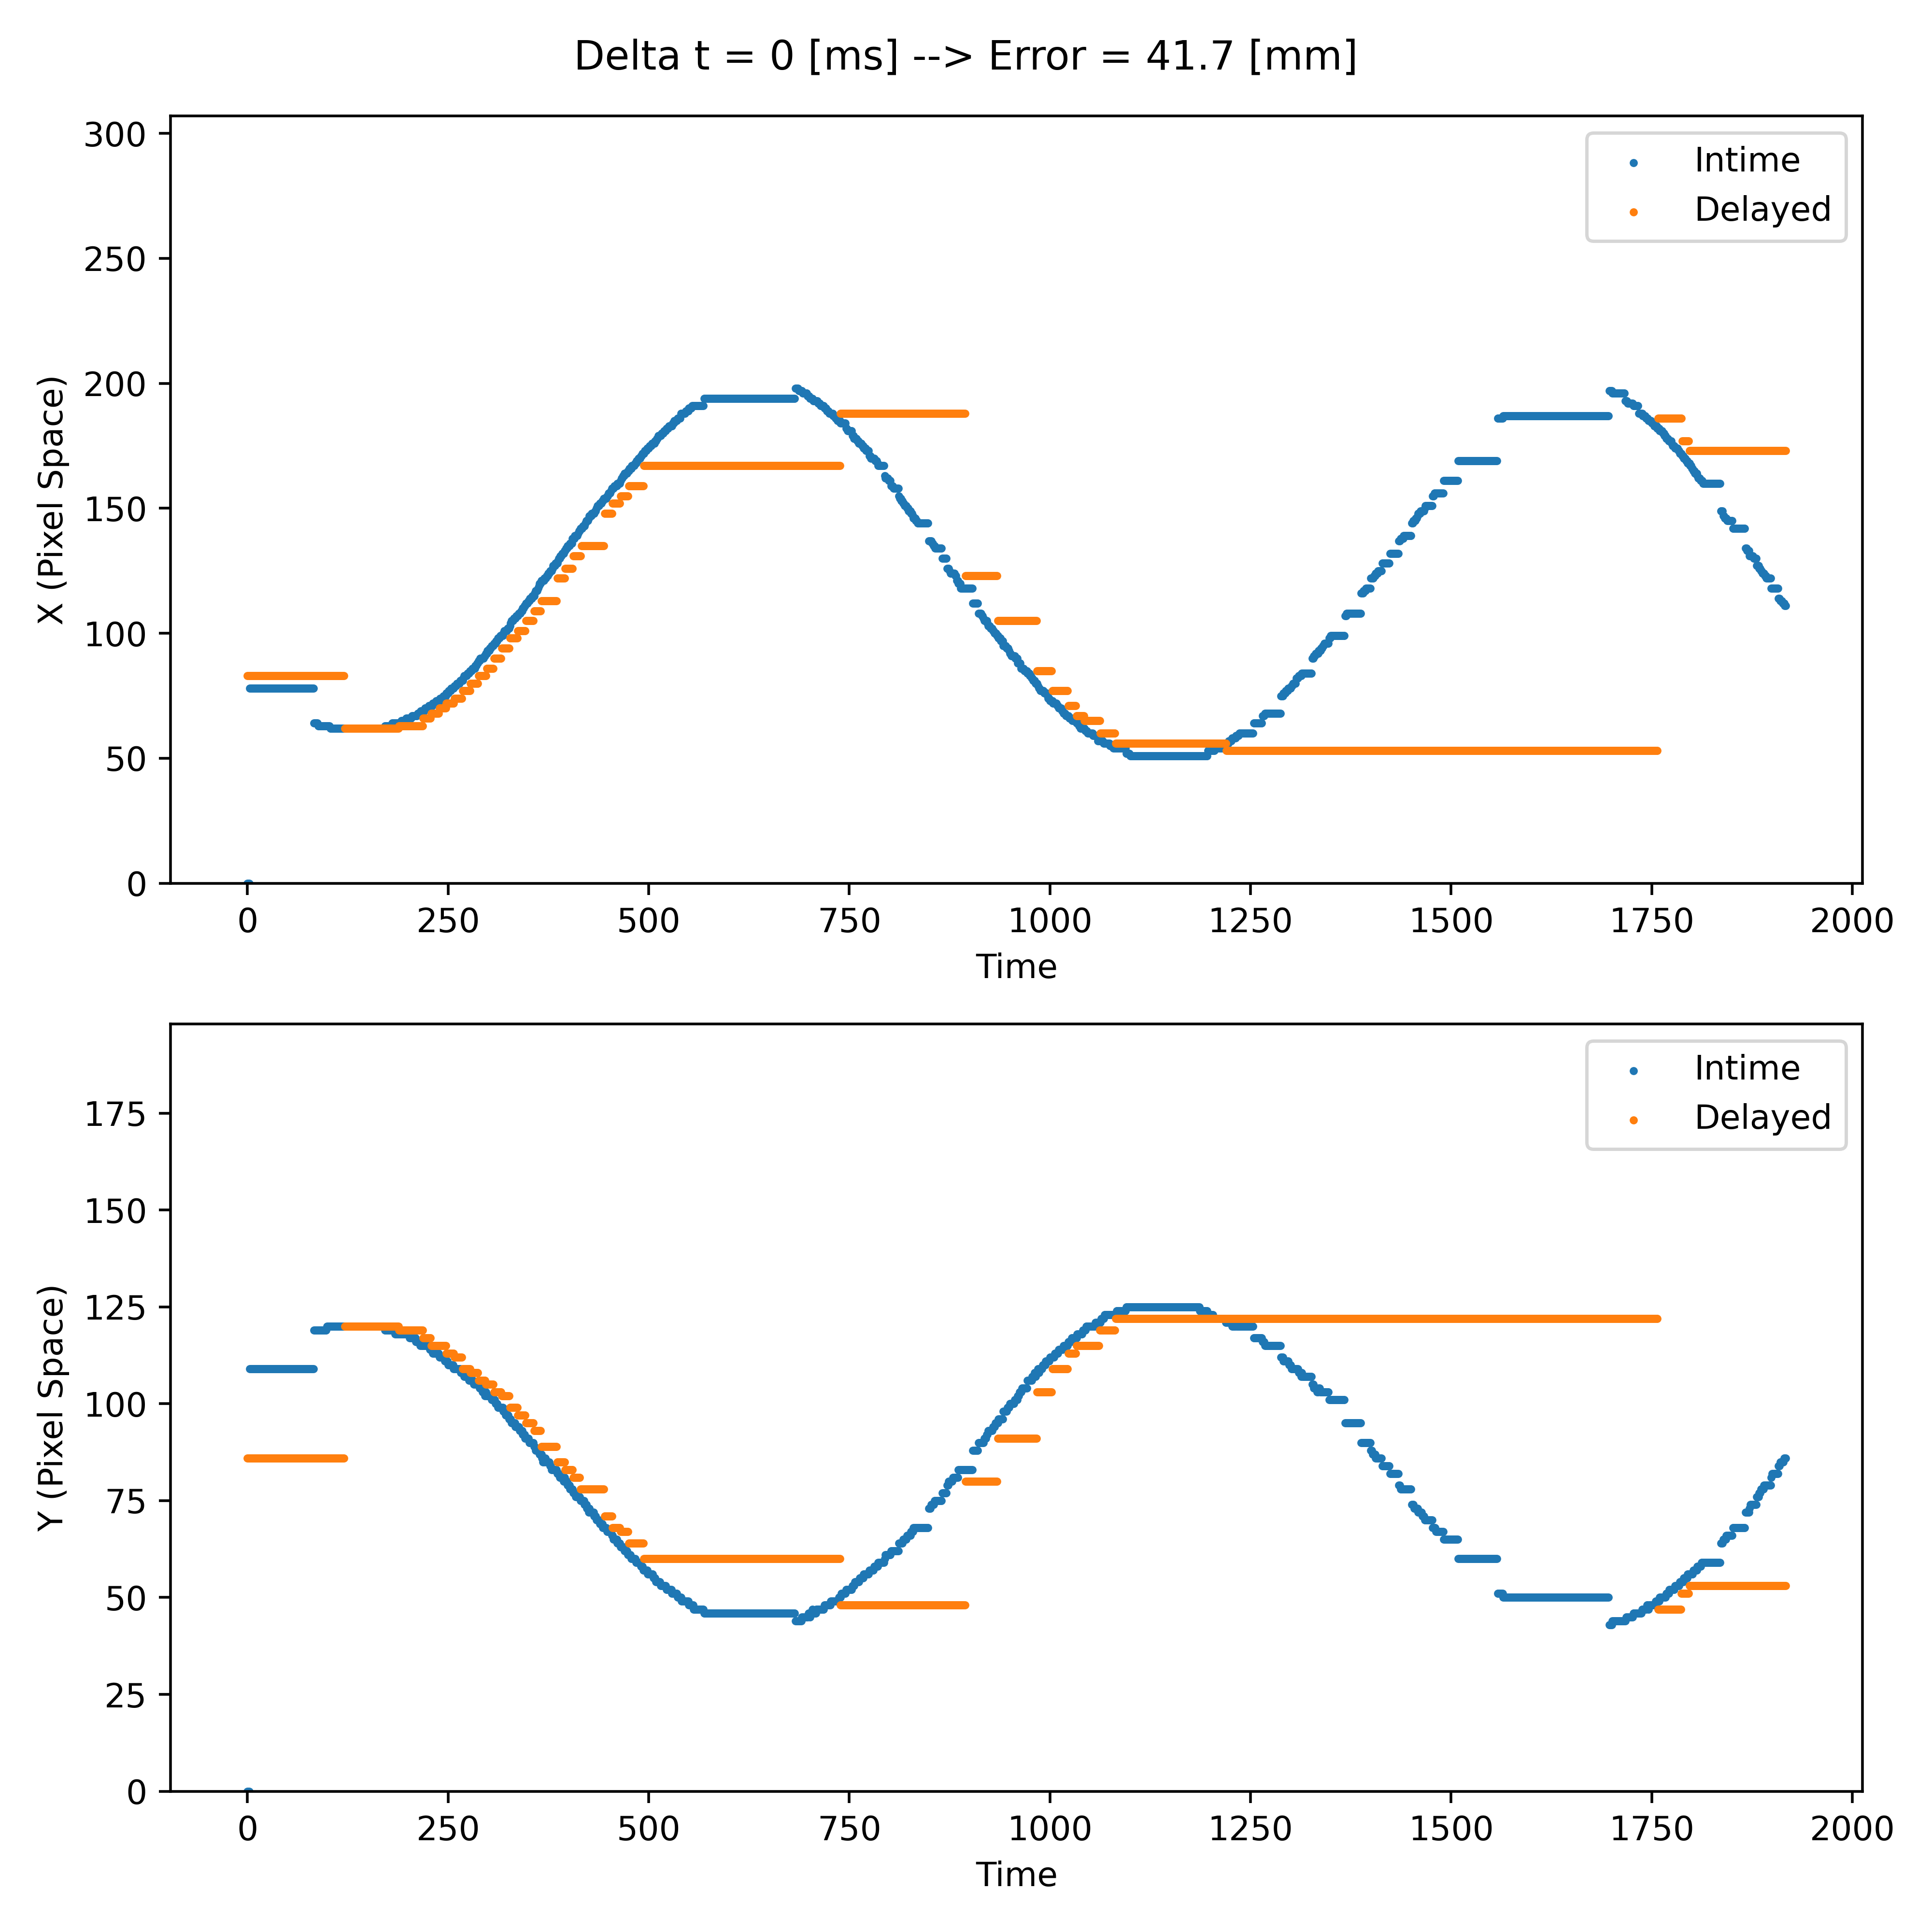 Delta t = 0 [ms] --> Error = 41.7 [mm]
300
250
200
150
100
50
0
X (Pixel Space)
Intime
Delayed
0 250 500 750 1000 1250 1500 1750 2000
Time
175
150
125
100
75
50
25
0
Y (Pixel Space)
Intime
Delayed
0 250 500 750 1000 1250 1500 1750 2000
Time